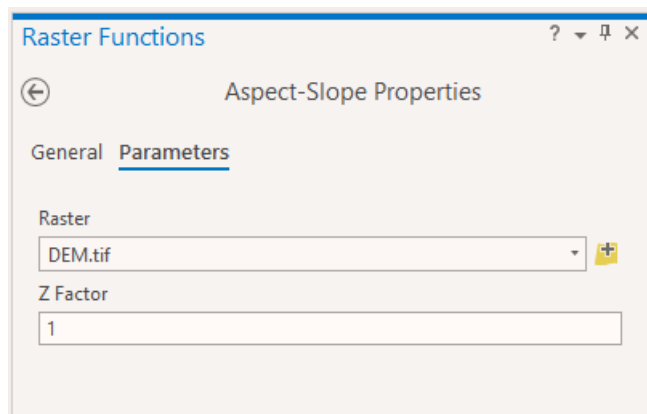 Raster Functions
Aspect-Slope Properties
General Parameters
Raster
DEM.tif
Z Factor
1